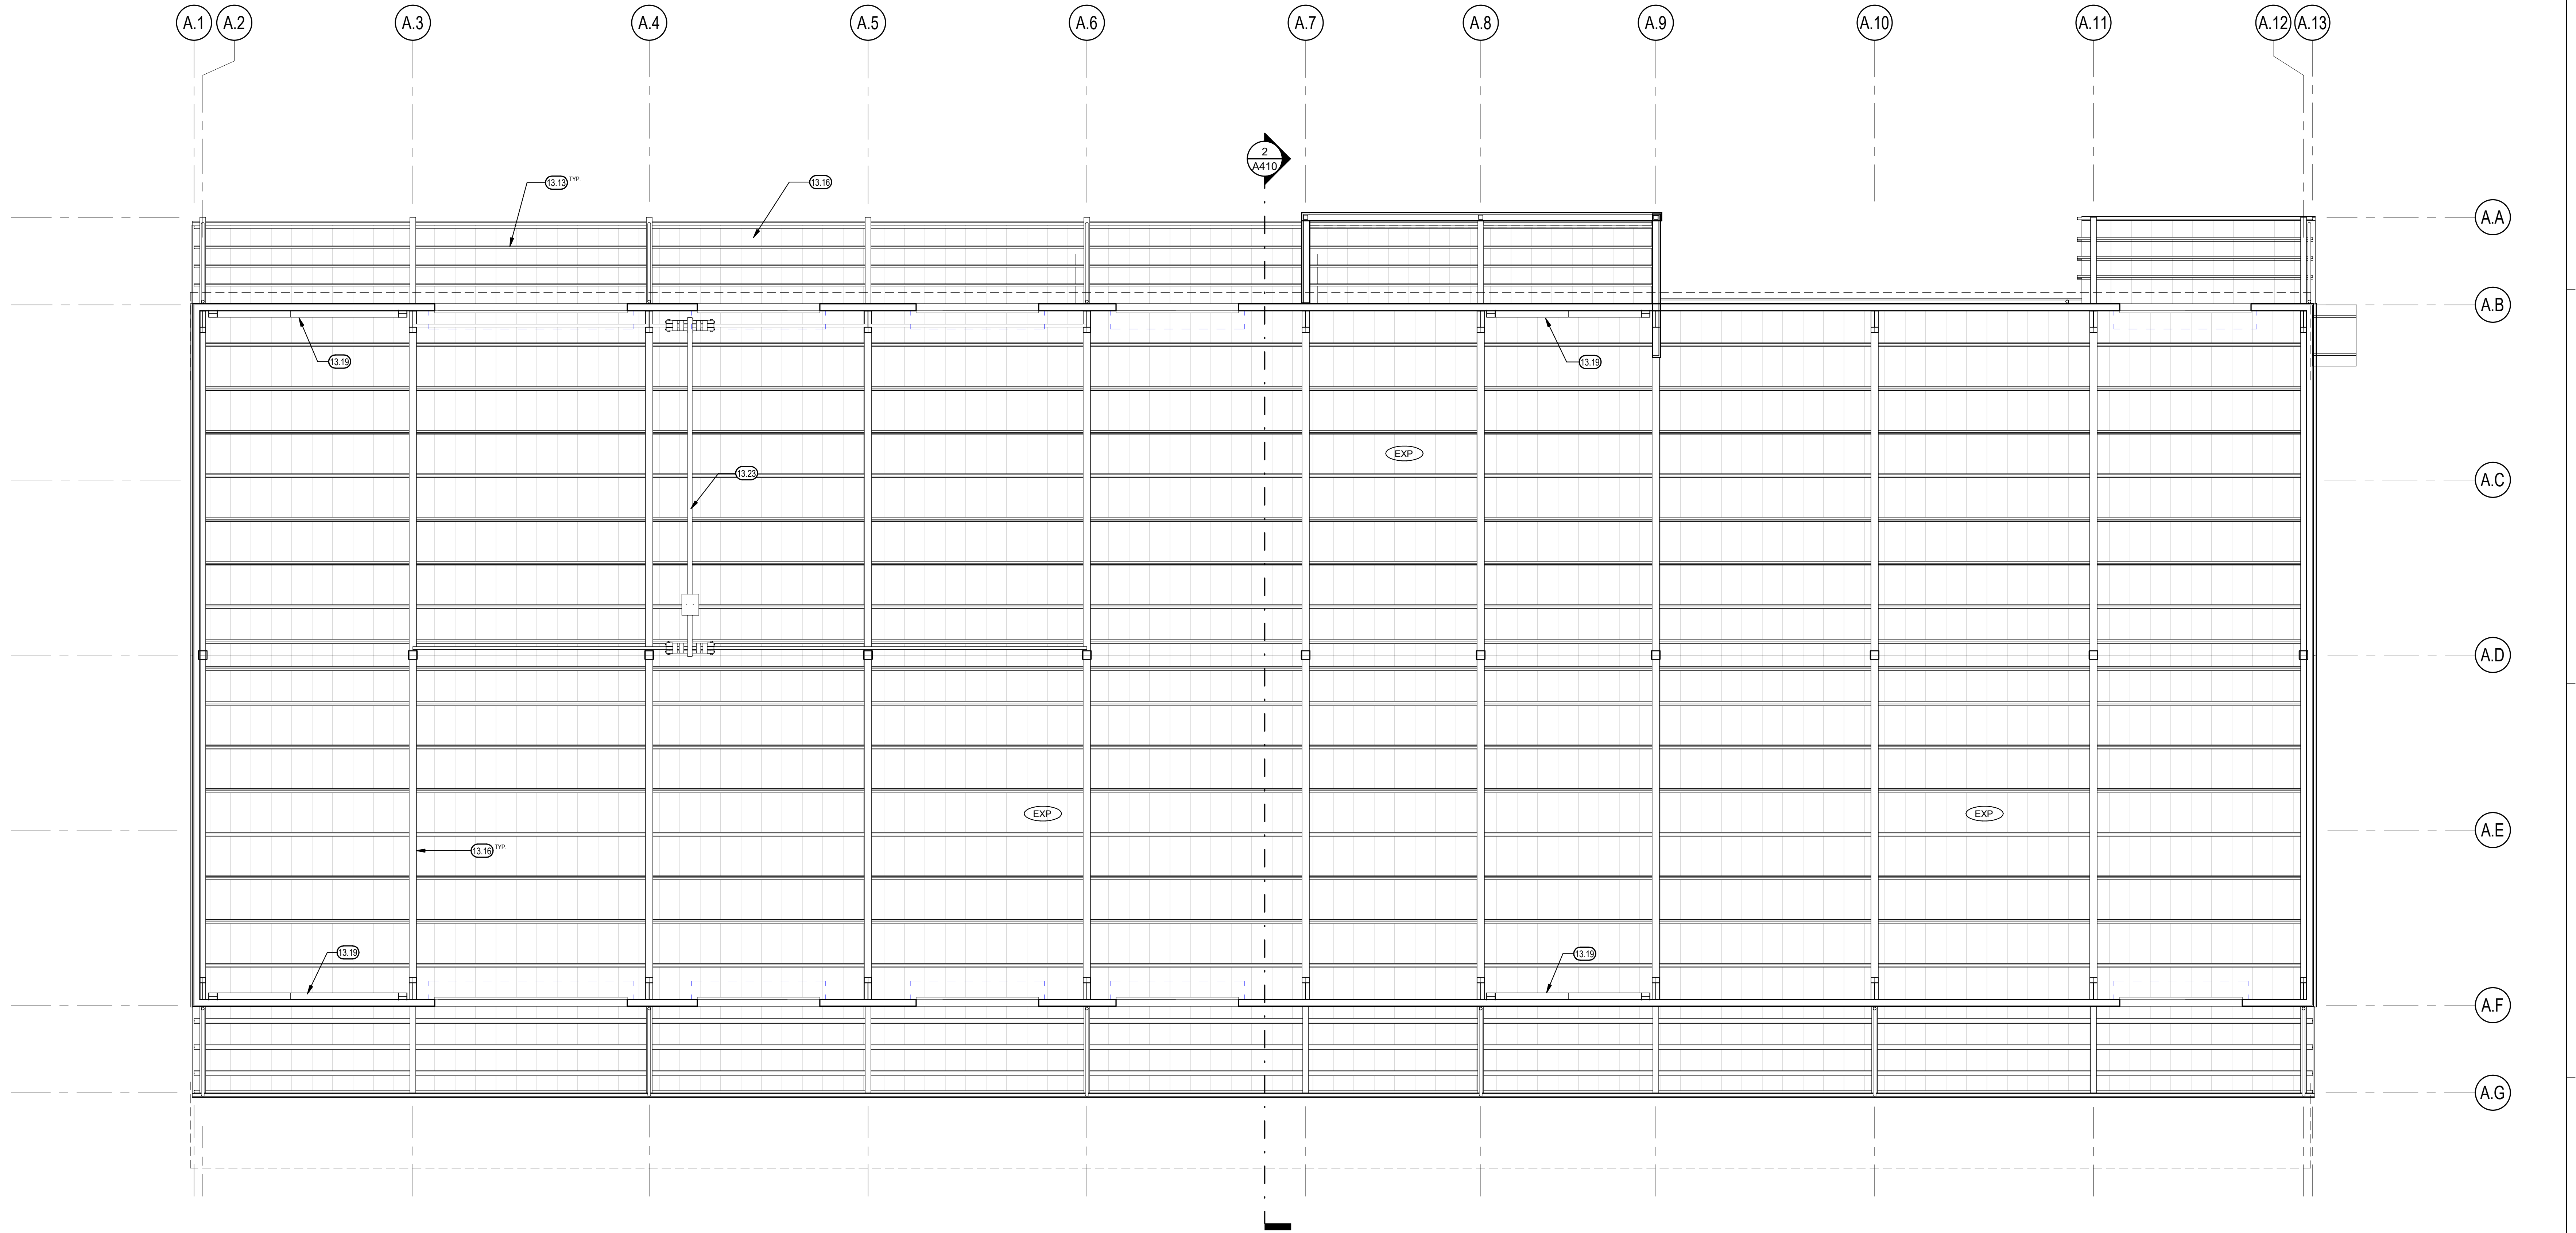 A.1 A.2 A.3 A.4 A.5 A.6 A.7 A.8 A.9 A.10 A.11 A.12 A.13
2
A410
13.13 TYP. 13.16
A.A
A.B
13.19 13.19
EXP
13.23 A.C
A.D
EXP EXP
A.E
13.16 TYP.
13.19 13.19
A.F
A.G